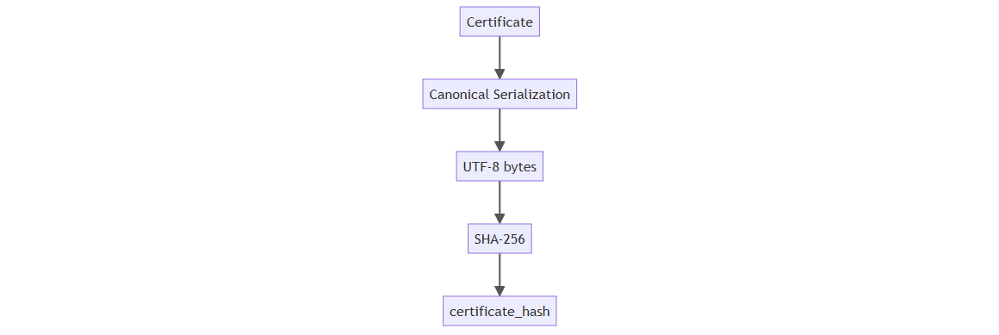 Certificate
Canonical Serialization
UTF-8 bytes
SHA-256
certificate_hash